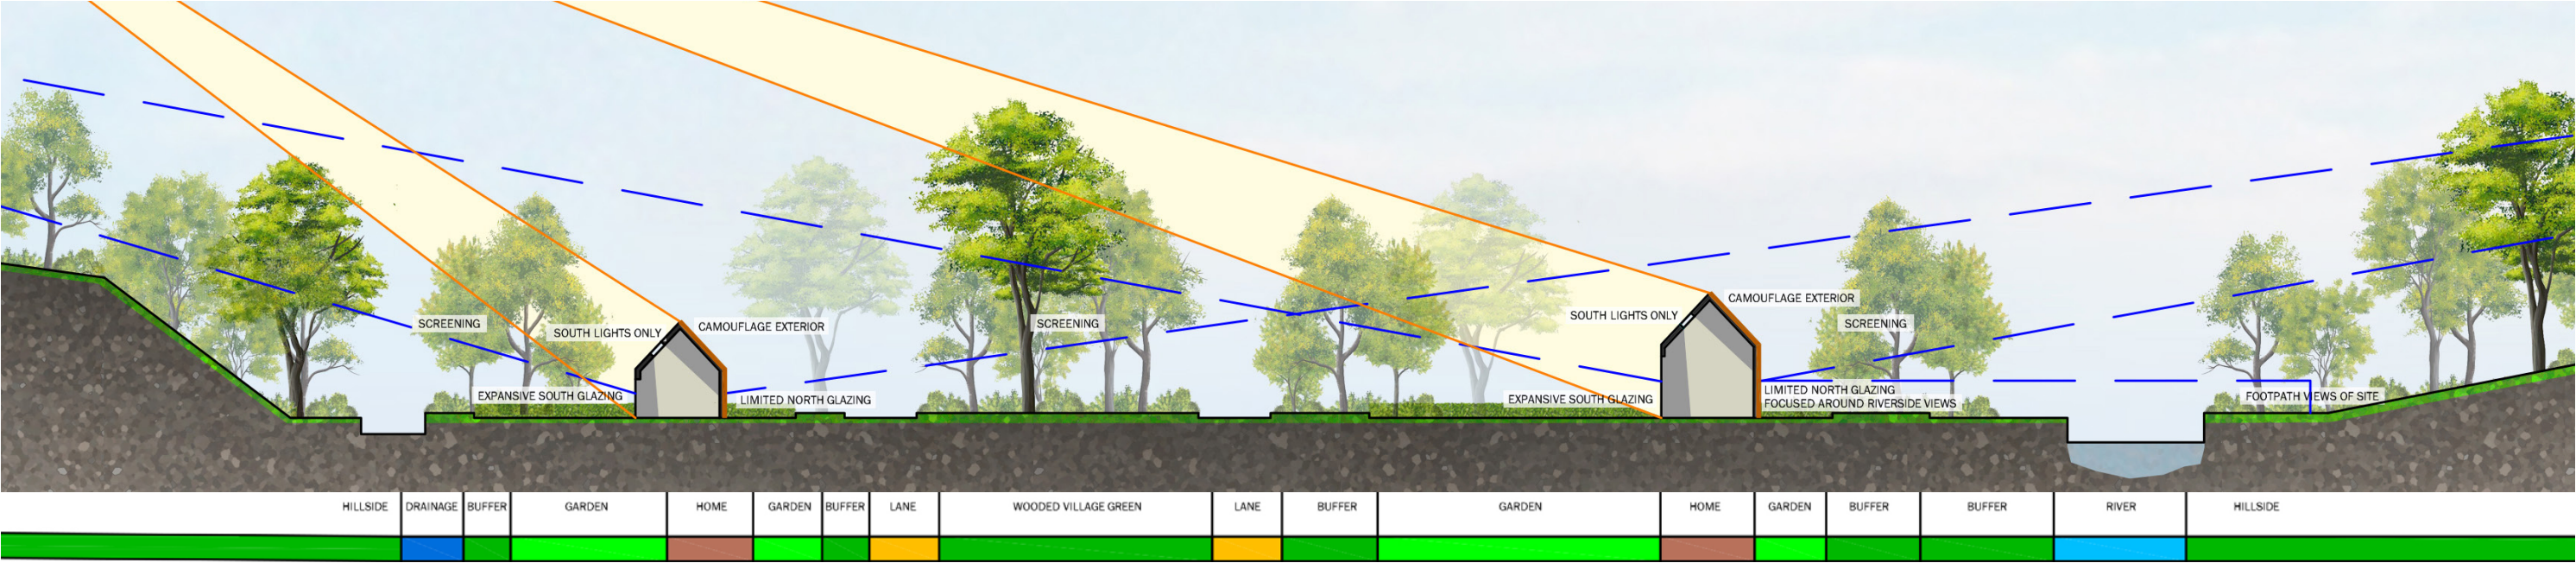 SCREENING
SOUTH LIGHTS ONLY
CAMOUFLAGE EXTERIOR
EXPANSIVE SOUTH GLAZING
LIMITED NORTH GLAZING
SCREENING
SOUTH LIGHTS ONLY
CAMOUFLAGE EXTERIOR
EXPANSIVE SOUTH GLAZING
LIMITED NORTH GLAZING
FOCUSED AROUND RIVERSIDE VIEWS
SCREENING
FOOTPATH VIEWS OF SITE
HILLSIDE
DRAINAGE
BUFFER
GARDEN
HOME
GARDEN
BUFFER
LANE
WOODED VILLAGE GREEN
LANE
BUFFER
GARDEN
HOME
GARDEN
BUFFER
BUFFER
RIVER
HILLSIDE